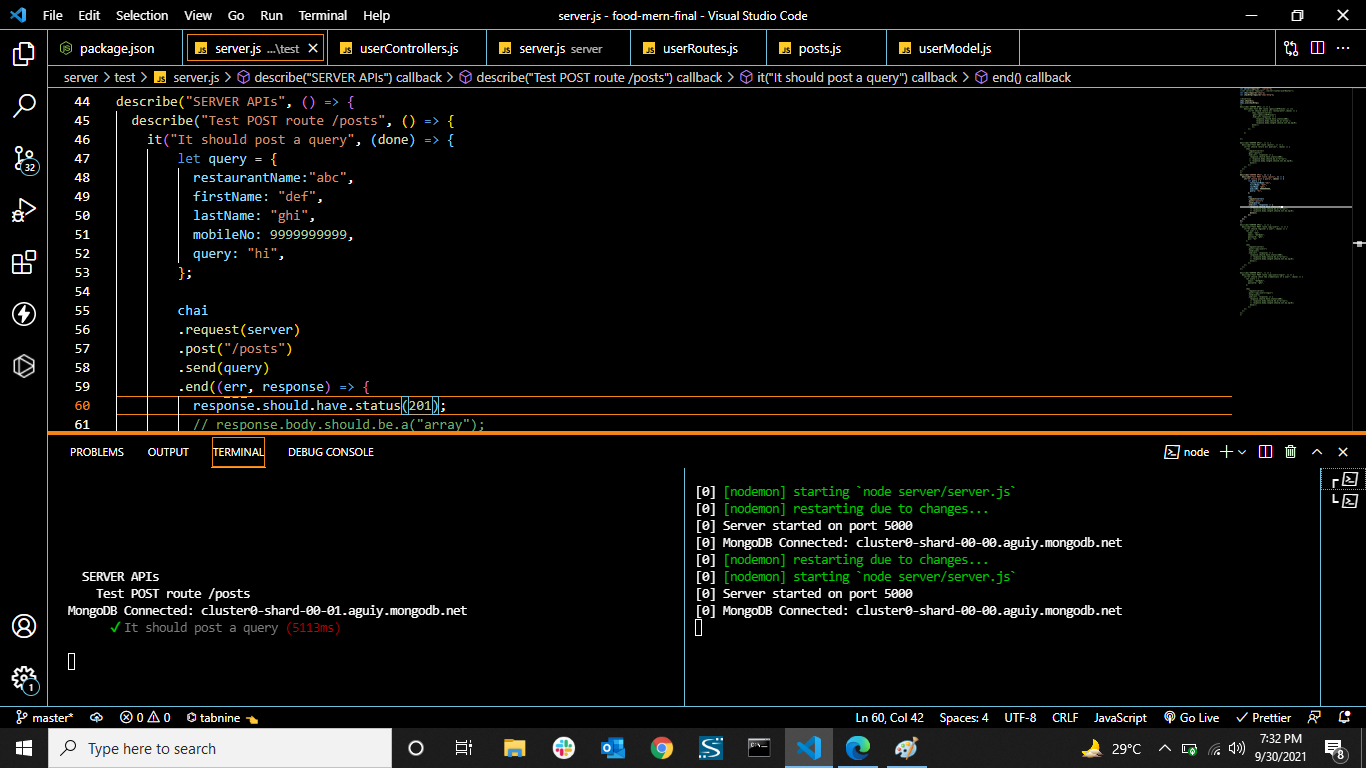 File Edit Selection View Go Run Terminal Help server.js - food-mern-final - Visual Studio Code
package.json server.js ...\test userControllers.js server.js server userRoutes.js posts.js userModel.js
server > test > server.js > describe("SERVER APIs") callback > describe("Test POST route /posts") callback > it("It should post a query") callback > end() callback
44 describe("SERVER APIs", () => {
45 describe("Test POST route /posts", () => {
46 it("It should post a query", (done) => {
47 let query = {
48 restaurantName:"abc",
49 firstName: "def",
50 lastName: "ghi",
51 mobileNo: 9999999999,
52 query: "hi",
53 };
54
55 chai
56 .request(server)
57 .post("/posts")
58 .send(query)
59 .end((err, response) => {
60 response.should.have.status(201);
61 // response.body.should.be.a("array");
32
1
PROBLEMS OUTPUT TERMINAL DEBUG CONSOLE node
SERVER APIs
Test POST route /posts
MongoDB Connected: cluster0-shard-00-01.aguiy.mongodb.net
✓ It should post a query (5113ms)
[0] [nodemon] starting `node server/server.js`
[0] [nodemon] restarting due to changes...
[0] Server started on port 5000
[0] MongoDB Connected: cluster0-shard-00-00.aguiy.mongodb.net
[0] [nodemon] restarting due to changes...
[0] [nodemon] starting `node server/server.js`
[0] Server started on port 5000
[0] MongoDB Connected: cluster0-shard-00-00.aguiy.mongodb.net
master* 0 0 tabnine Ln 60, Col 42 Spaces: 4 UTF-8 CRLF JavaScript Go Live Prettier
Type here to search 29°C 7:32 PM
9/30/2021 8